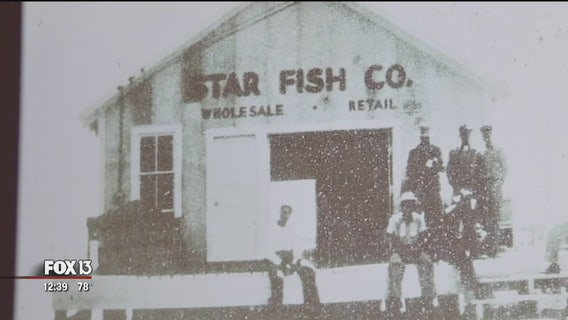 STAR FISH CO.
WHOLESALE · RETAIL
FOX 13
12:39 78°